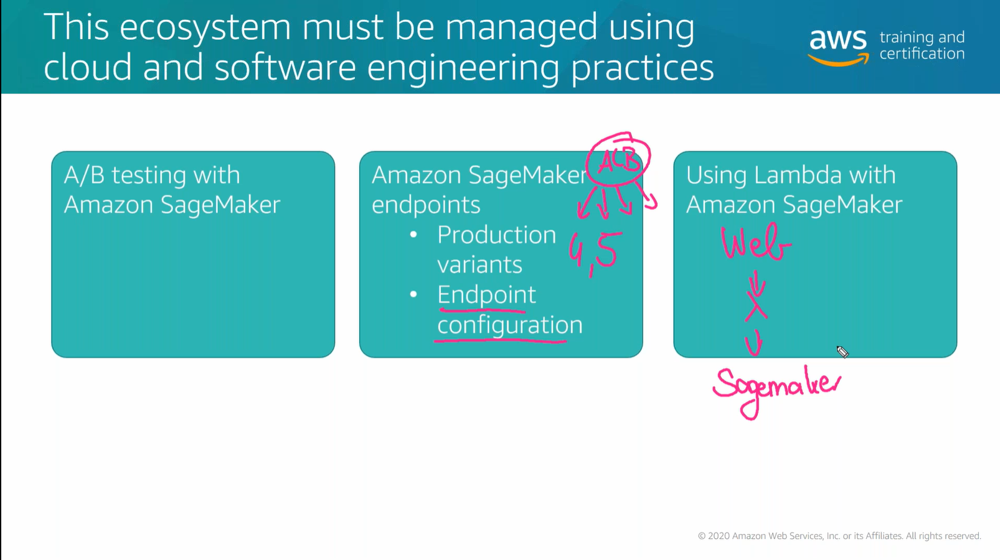 This ecosystem must be managed using
cloud and software engineering practices
aws training and
certification
A/B testing with
Amazon SageMaker
Amazon SageMaker
endpoints
• Production
variants
• Endpoint
configuration
ALB
4,5
Using Lambda with
Amazon SageMaker
Web
λ
Sagemaker
© 2020 Amazon Web Services, Inc. or its Affiliates. All rights reserved.